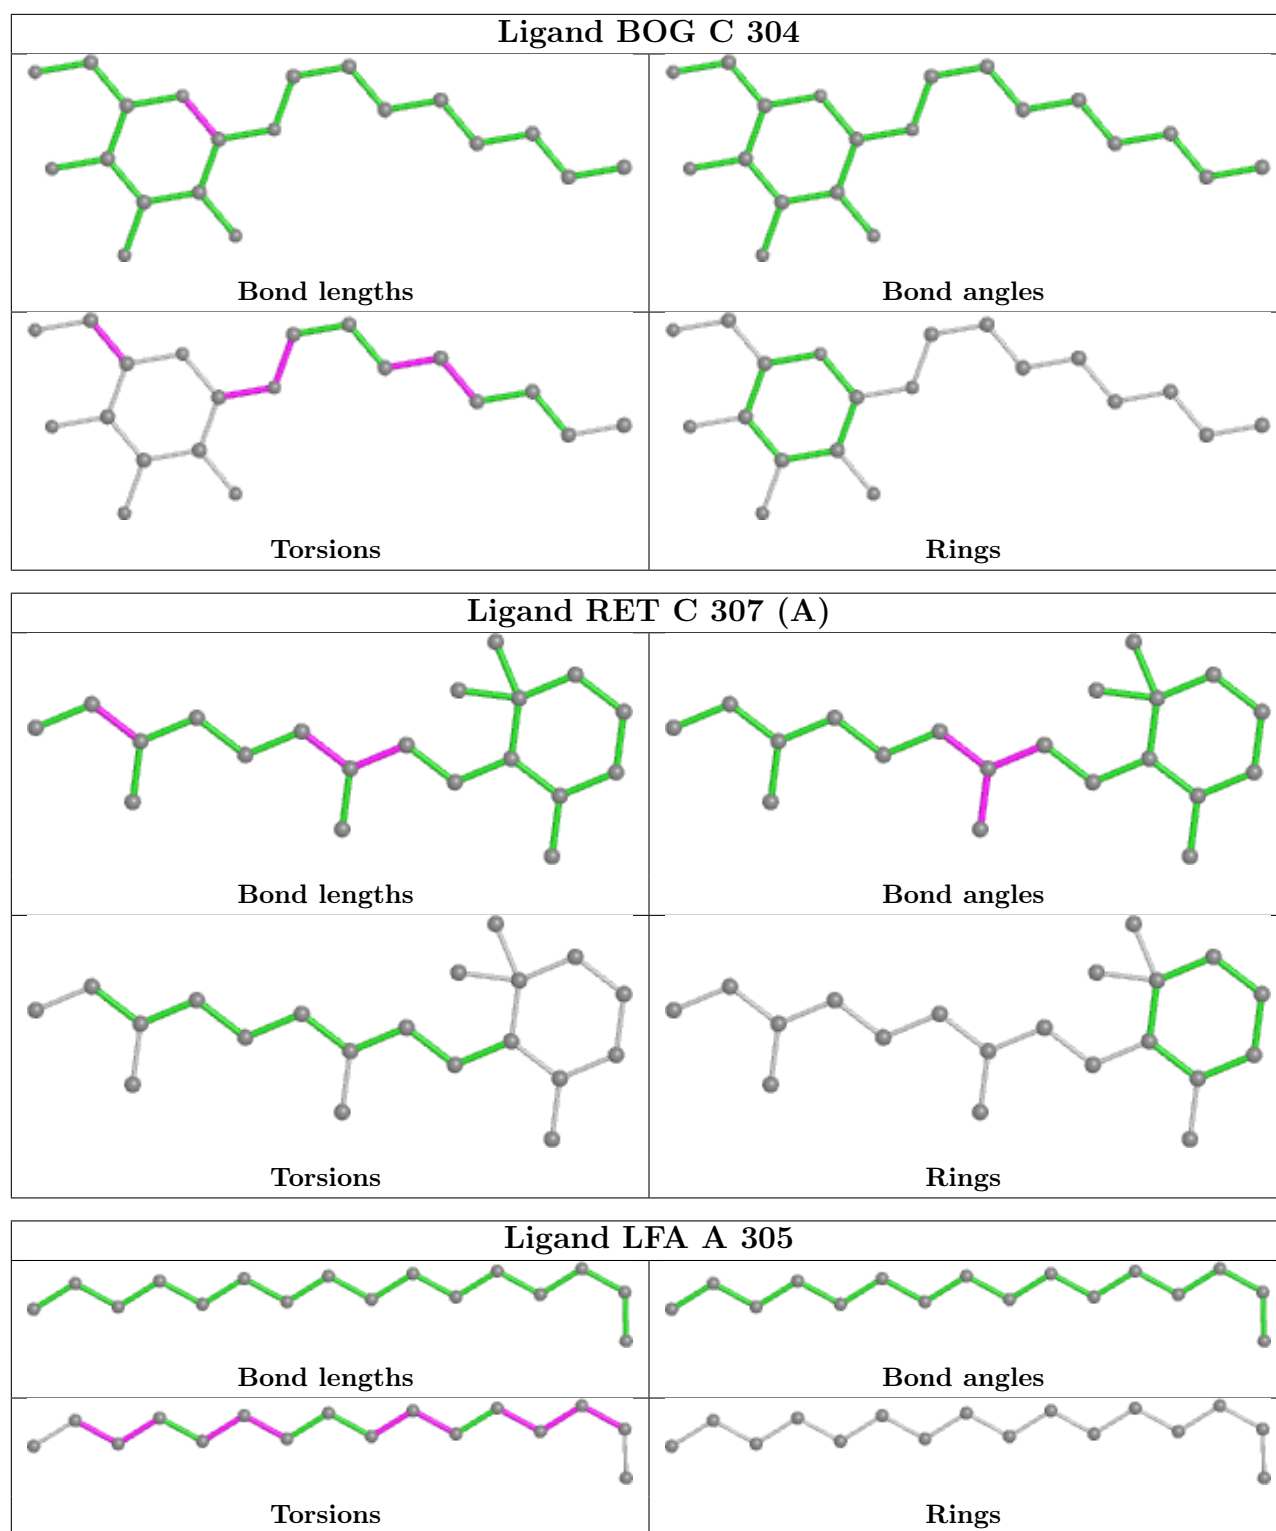 Ligand BOG C 304
Bond lengths
Bond angles
Torsions
Rings
Ligand RET C 307 (A)
Bond lengths
Bond angles
Torsions
Rings
Ligand LFA A 305
Bond lengths
Bond angles
Torsions
Rings